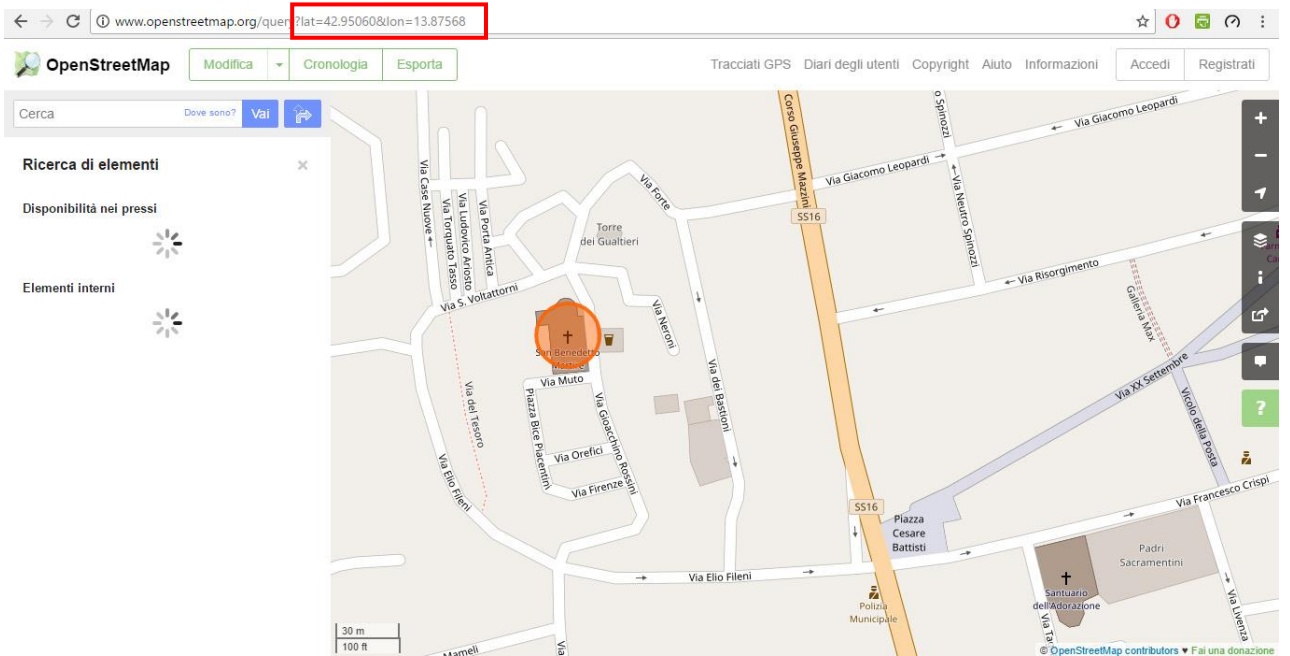 www.openstreetmap.org/query?lat=42.95060&lon=13.87568
OpenStreetMap
Modifica
Cronologia
Esporta
Tracciati GPS
Diari degli utenti
Copyright
Aiuto
Informazioni
Accedi
Registrati
Cerca
Dove sono?
Vai
Ricerca di elementi
×
Disponibilità nei pressi
Elementi interni
Via Case Nuove
Via Torquato Tasso
Via Ludovico Ariosto
Via Porta Antica
Via S. Voltattorni
Via Forte
Torre
dei Gualtieri
Corso Giuseppe Mazzini
SS16
Via Giacomo Leopardi
Via Giacomo Leopardi
Spinozzi
Via Neutro Spinozzi
Via Risorgimento
Galleria Max
San Benedetto
Martire
Via Muto
Via Neroni
Via dei Bastioni
Via del Tesoro
Piazza Bice Piacentini
Via Gioacchino Rossini
Via Orefici
Via Firenze
Via Elio Fileni
Via XX Settembre
Vicolo della Posta
?
SS16
Piazza
Cesare
Battisti
Via Francesco Crispi
Via Elio Fileni
Padri
Sacramentini
Santuario
dell'Adorazione
Polizia
Municipale
Via Livenza
30 m
100 ft
Mameli
Via
© OpenStreetMap contributors ♥ Fai una donazione